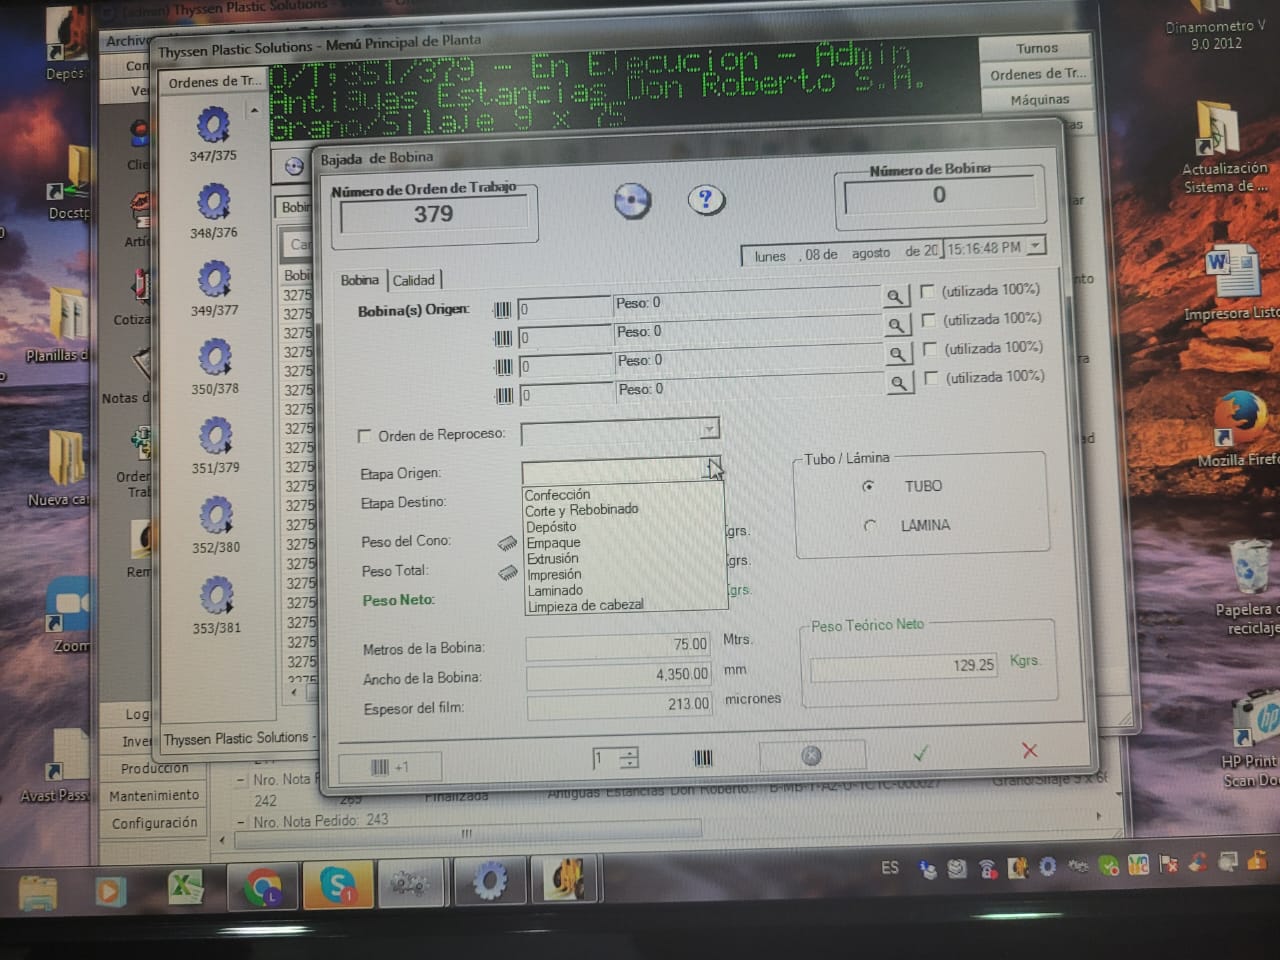 (admin) Thyssen Plastic Solutions -
Archivo
Thyssen Plastic Solutions - Menú Principal de Planta
Ordenes de Tr...
O/T:351/379 - En Ejecucion - Admin
Antiguas Estancias Don Roberto S.A.
Grano/Silaje 9 x 75
Turnos
Ordenes de Tr...
Máquinas
347/375
348/376
349/377
350/378
351/379
352/380
353/381
Thyssen Plastic Solutions -
Bajada de Bobina
Número de Orden de Trabajo
379
Número de Bobina
0
lunes , 08 de agosto de 20
15:16:48 PM
Bobina
Calidad
Bobina(s) Origen:
0 Peso: 0 (utilizada 100%)
0 Peso: 0 (utilizada 100%)
0 Peso: 0 (utilizada 100%)
0 Peso: 0 (utilizada 100%)
Orden de Reproceso:
Etapa Origen:
Etapa Destino:
Confección
Corte y Rebobinado
Depósito
Empaque
Extrusión
Impresión
Laminado
Limpieza de cabezal
Tubo / Lámina
TUBO
LAMINA
Peso del Cono: Kgrs.
Peso Total: Kgrs.
Peso Neto: Kgrs.
Metros de la Bobina: 75.00 Mtrs.
Ancho de la Bobina: 4,350.00 mm
Espesor del film: 213.00 micrones
Peso Teórico Neto
129.25 Kgrs.
+1
1
Producción
Mantenimiento
Configuración
242
Finalizada
Antiguas Estancias Don Roberto
Nro. Nota Pedido: 243
Dinamometro V
9.0 2012
Actualización
Sistema de ...
Impresora Listo
Mozilla Firef
Papelera
reciclaje
HP Print
Scan Do
Depos
Docstp
Planillas d
Nueva ca
Zoom
Avast Pass
ES